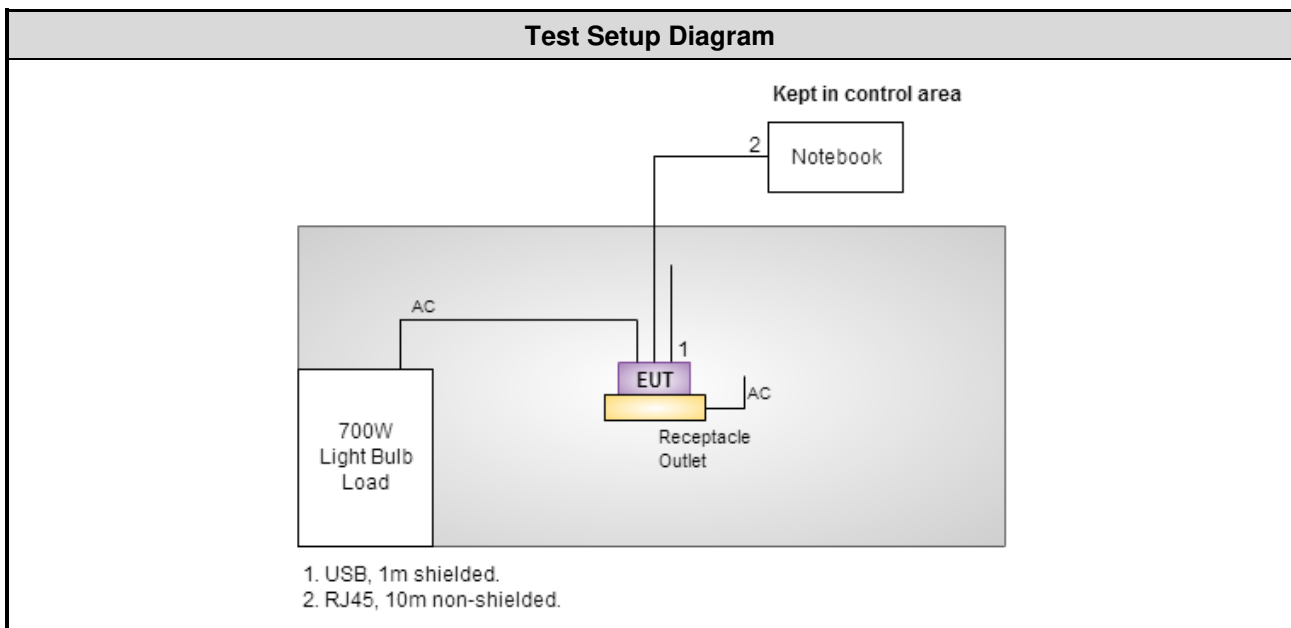 Test Setup Diagram
Kept in control area
2
Notebook
AC
1
EUT
AC
Receptacle
Outlet
700W
Light Bulb
Load
1. USB, 1m shielded.
2. RJ45, 10m non-shielded.